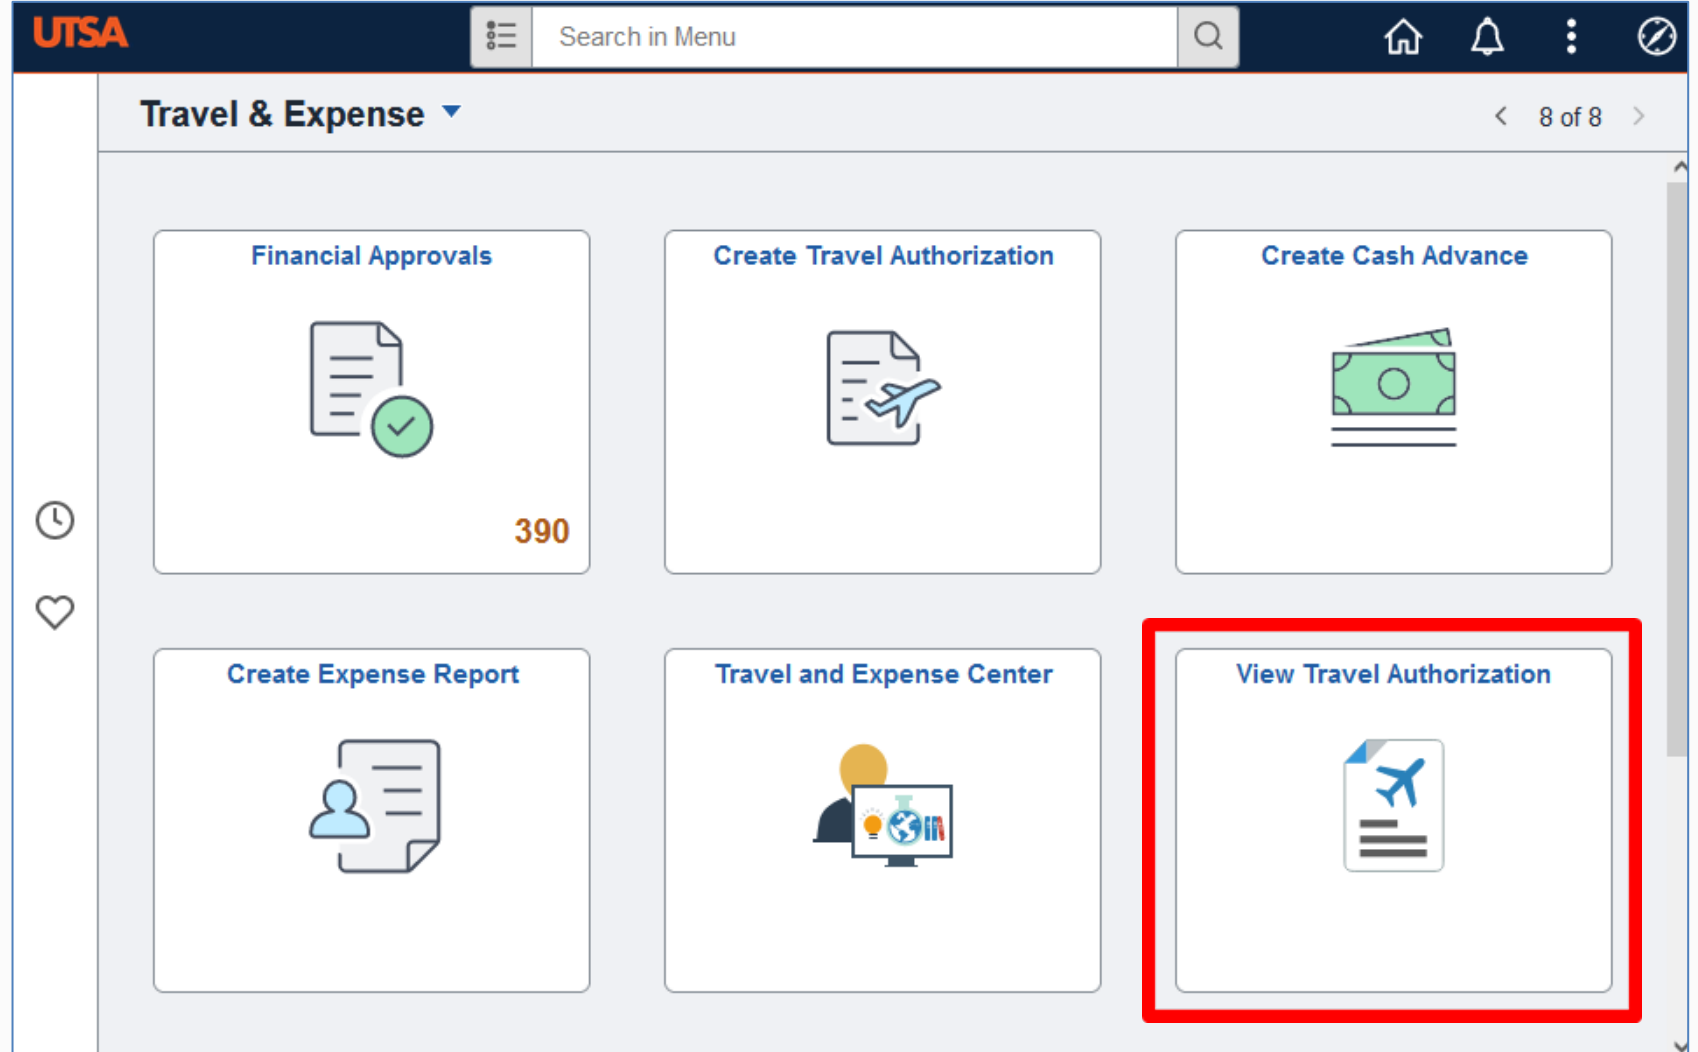 UTSA
Search in Menu
Travel & Expense
8 of 8
Financial Approvals
Create Travel Authorization
Create Cash Advance
390
Create Expense Report
Travel and Expense Center
View Travel Authorization